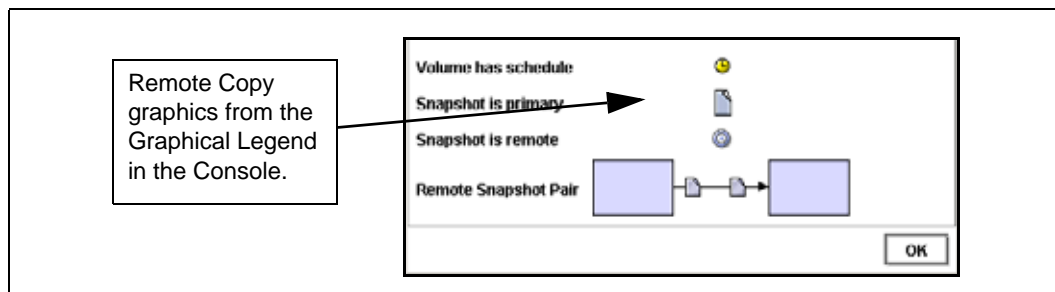 Remote Copy
graphics from the
Graphical Legend
in the Console.
Volume has schedule
Snapshot is primary
Snapshot is remote
Remote Snapshot Pair
OK